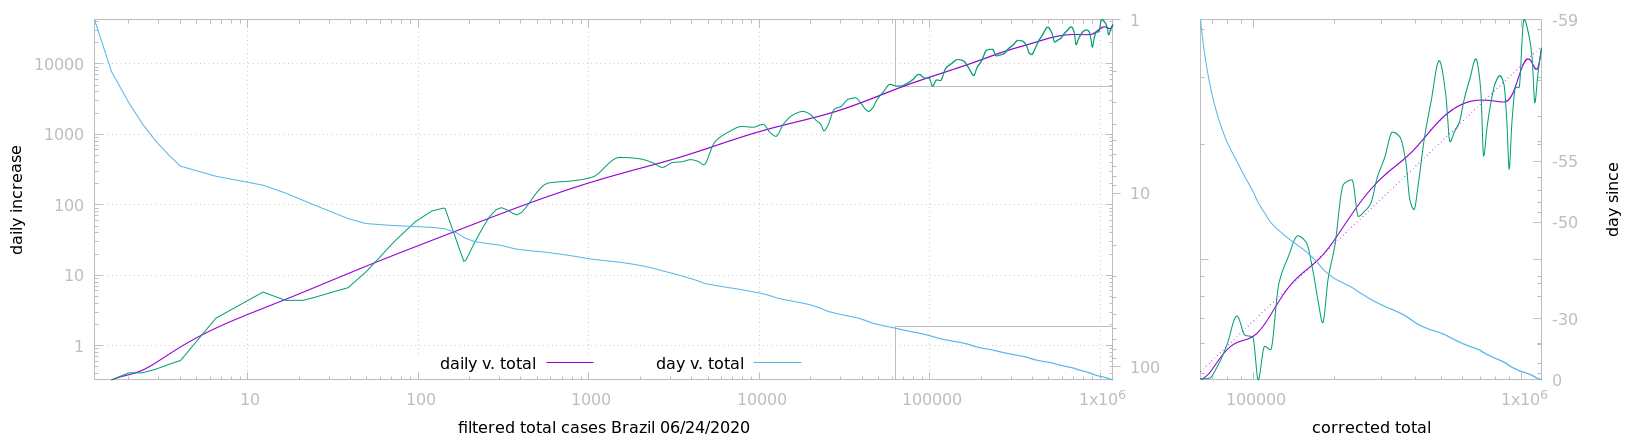 daily increase
10000
1000
100
10
1
10
100
1000
10000
100000
1x10^6
1
10
100
daily v. total
day v. total
filtered total cases Brazil 06/24/2020
-59
-55
-50
-30
0
day since
100000
1x10^6
corrected total